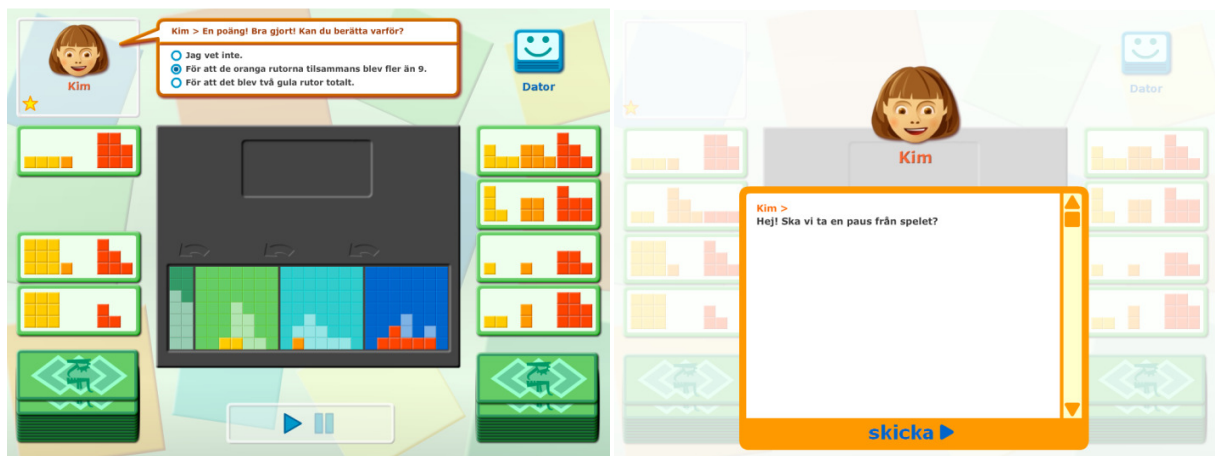 Kim > En poäng! Bra gjort! Kan du berätta varför?
Jag vet inte.
För att de oranga rutorna tilsammans blev fler än 9.
För att det blev två gula rutor totalt.
Kim
Dator
Dator
Kim
Kim >
Hej! Ska vi ta en paus från spelet?
skicka